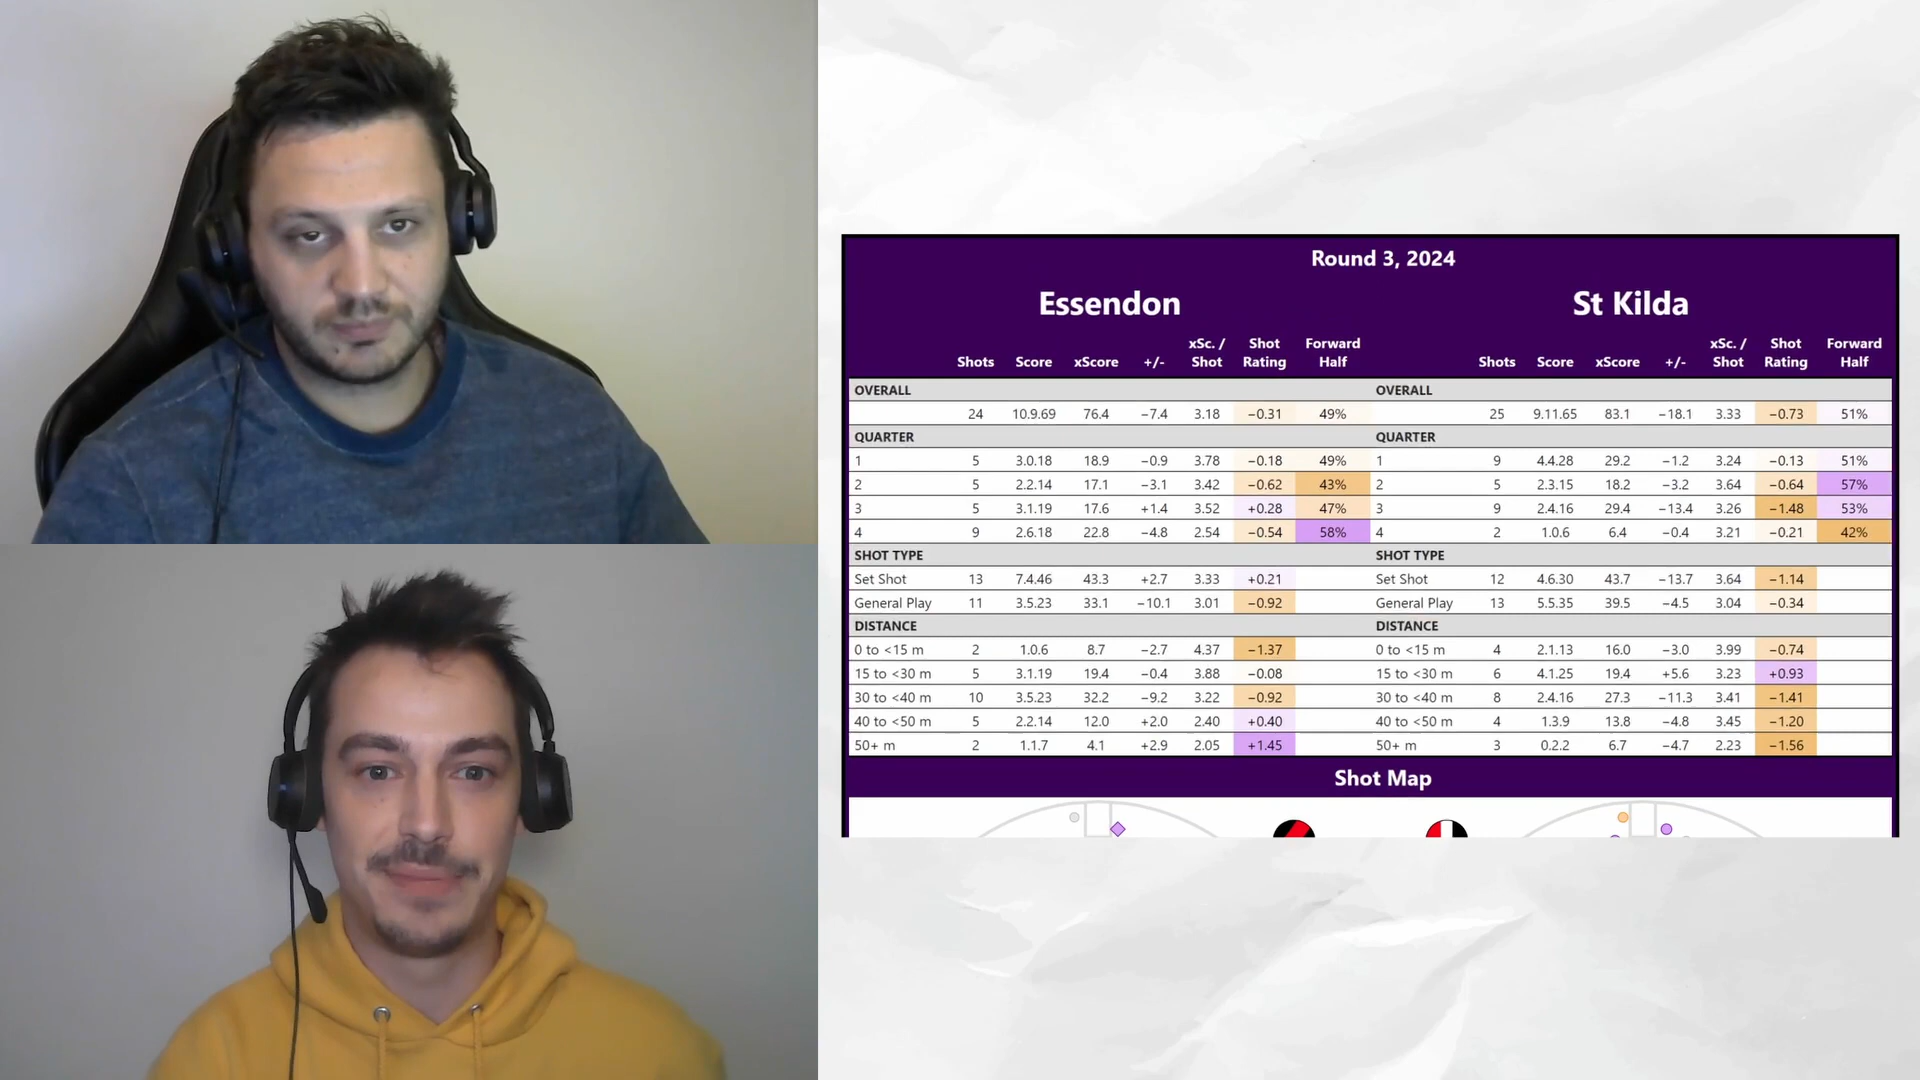 Round 3, 2024
Essendon St Kilda
Shots Score xScore +/- xSc. / Shot Shot Rating Forward Half Shots Score xScore +/- xSc. / Shot Shot Rating Forward Half
OVERALL OVERALL
24 10.9.69 76.4 −7.4 3.18 −0.31 49% 25 9.11.65 83.1 −18.1 3.33 −0.73 51%
QUARTER QUARTER
1 5 3.0.18 18.9 −0.9 3.78 −0.18 49% 1 9 4.4.28 29.2 −1.2 3.24 −0.13 51%
2 5 2.2.14 17.1 −3.1 3.42 −0.62 43% 2 5 2.3.15 18.2 −3.2 3.64 −0.64 57%
3 5 3.1.19 17.6 +1.4 3.52 +0.28 47% 3 9 2.4.16 29.4 −13.4 3.26 −1.48 53%
4 9 2.6.18 22.8 −4.8 2.54 −0.54 58% 4 2 1.0.6 6.4 −0.4 3.21 −0.21 42%
SHOT TYPE SHOT TYPE
Set Shot 13 7.4.46 43.3 +2.7 3.33 +0.21 Set Shot 12 4.6.30 43.7 −13.7 3.64 −1.14
General Play 11 3.5.23 33.1 −10.1 3.01 −0.92 General Play 13 5.5.35 39.5 −4.5 3.04 −0.34
DISTANCE DISTANCE
0 to <15 m 2 1.0.6 8.7 −2.7 4.37 −1.37 0 to <15 m 4 2.1.13 16.0 −3.0 3.99 −0.74
15 to <30 m 5 3.1.19 19.4 −0.4 3.88 −0.08 15 to <30 m 6 4.1.25 19.4 +5.6 3.23 +0.93
30 to <40 m 10 3.5.23 32.2 −9.2 3.22 −0.92 30 to <40 m 8 2.4.16 27.3 −11.3 3.41 −1.41
40 to <50 m 5 2.2.14 12.0 +2.0 2.40 +0.40 40 to <50 m 4 1.3.9 13.8 −4.8 3.45 −1.20
50+ m 2 1.1.7 4.1 +2.9 2.05 +1.45 50+ m 3 0.2.2 6.7 −4.7 2.23 −1.56
Shot Map